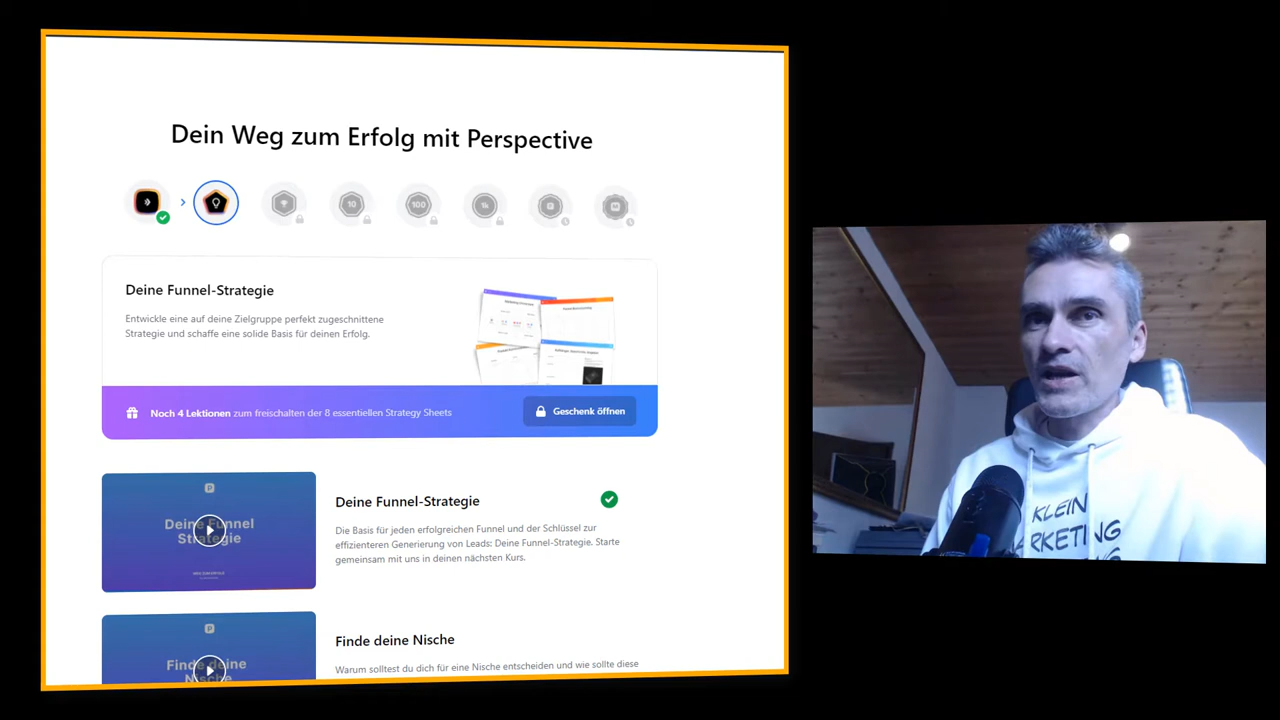 Dein Weg zum Erfolg mit Perspective
10
100
1k
P
M
Deine Funnel-Strategie
Entwickle eine auf deine Zielgruppe perfekt zugeschnittene
Strategie und schaffe eine solide Basis für deinen Erfolg.
Noch 4 Lektionen zum freischalten der 8 essentiellen Strategy Sheets
Geschenk öffnen
P
Deine Funnel
Strategie
Deine Funnel-Strategie
Die Basis für jeden erfolgreichen Funnel und der Schlüssel zur
effizienteren Generierung von Leads: Deine Funnel-Strategie. Starte
gemeinsam mit uns in deinen nächsten Kurs.
P
Finde deine
Nische
Finde deine Nische
Warum solltest du dich für eine Nische entscheiden und wie sollte diese
KLEIN
ARKETING